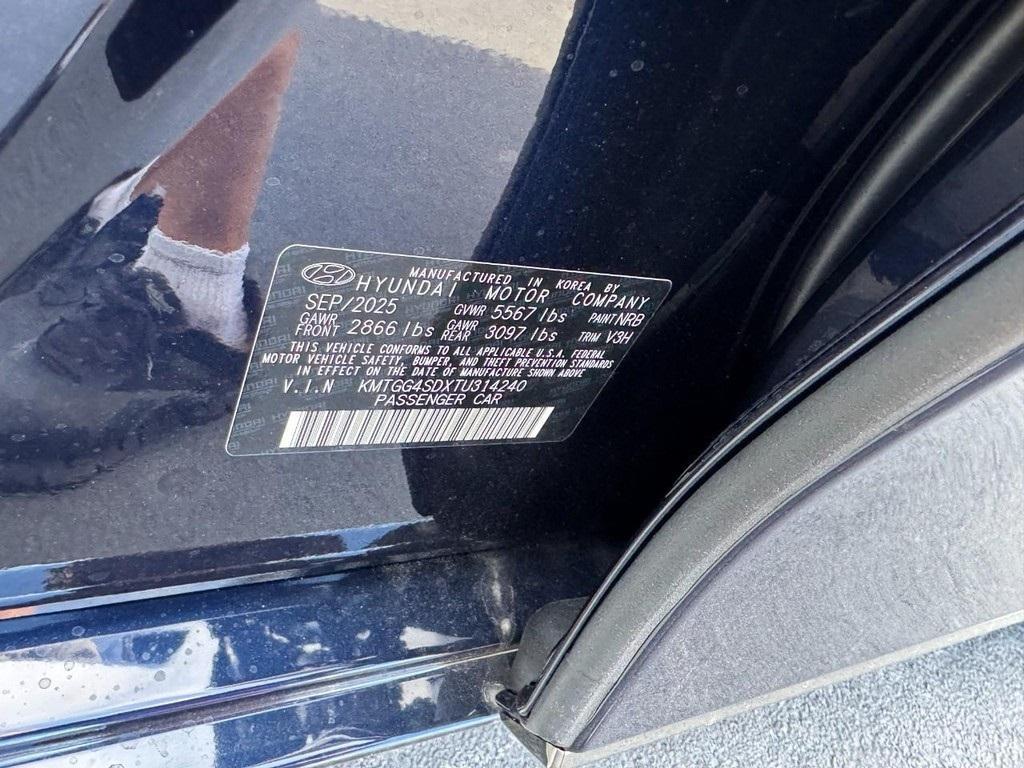 MANUFACTURED IN KOREA BY
HYUNDAI MOTOR COMPANY
SEP/2025 GVWR 5567 lbs PAINT NRB
GAWR FRONT 2866 lbs GAWR REAR 3097 lbs TRIM V3H
THIS VEHICLE CONFORMS TO ALL APPLICABLE U.S.A. FEDERAL
MOTOR VEHICLE SAFETY, BUMPER, AND THEFT PREVENTION STANDARDS
IN EFFECT ON THE DATE OF MANUFACTURE SHOWN ABOVE
V.I.N KMTGG4SDXTU314240
PASSENGER CAR